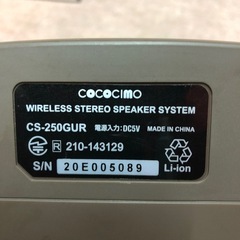 COCOCIMO
WIRELESS STEREO SPEAKER SYSTEM
CS-250GUR 電源入力:DC5V MADE IN CHINA
R 210-143129
Li-ion
S/N 20E005089